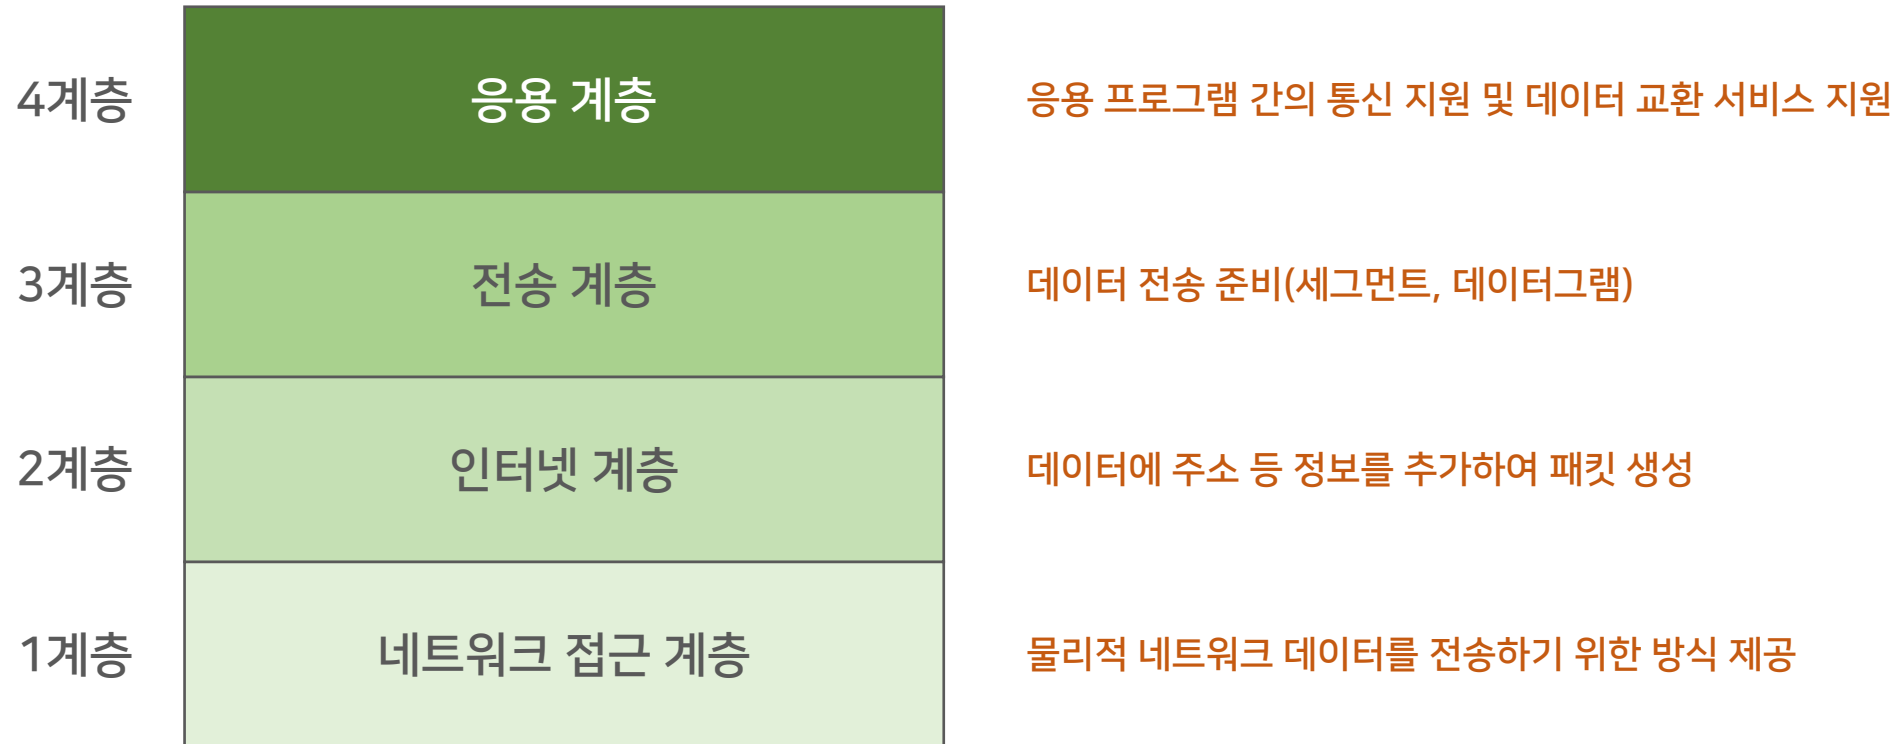 4계층 응용 계층 응용 프로그램 간의 통신 지원 및 데이터 교환 서비스 지원
3계층 전송 계층 데이터 전송 준비(세그먼트, 데이터그램)
2계층 인터넷 계층 데이터에 주소 등 정보를 추가하여 패킷 생성
1계층 네트워크 접근 계층 물리적 네트워크 데이터를 전송하기 위한 방식 제공